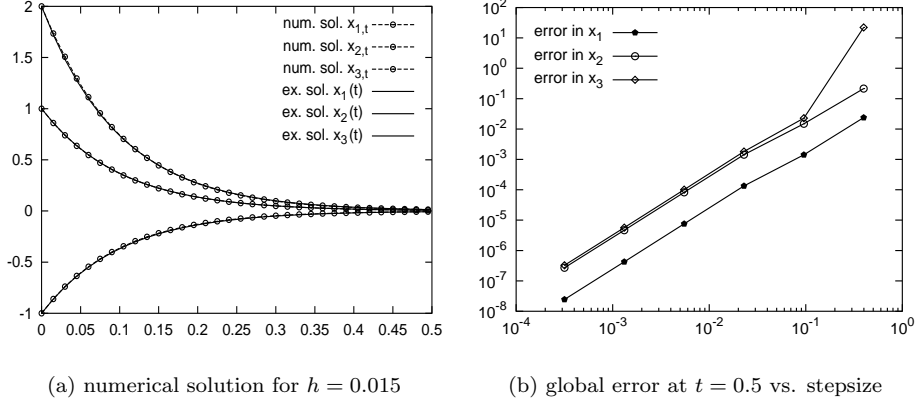 2
1.5
1
0.5
0
-0.5
-1
0 0.05 0.1 0.15 0.2 0.25 0.3 0.35 0.4 0.45 0.5
num. sol. x1,t
num. sol. x2,t
num. sol. x3,t
ex. sol. x1(t)
ex. sol. x2(t)
ex. sol. x3(t)
(a) numerical solution for h = 0.015
10^2
10^1
10^0
10^-1
10^-2
10^-3
10^-4
10^-5
10^-6
10^-7
10^-8
10^-4 10^-3 10^-2 10^-1 10^0
error in x1
error in x2
error in x3
(b) global error at t = 0.5 vs. stepsize